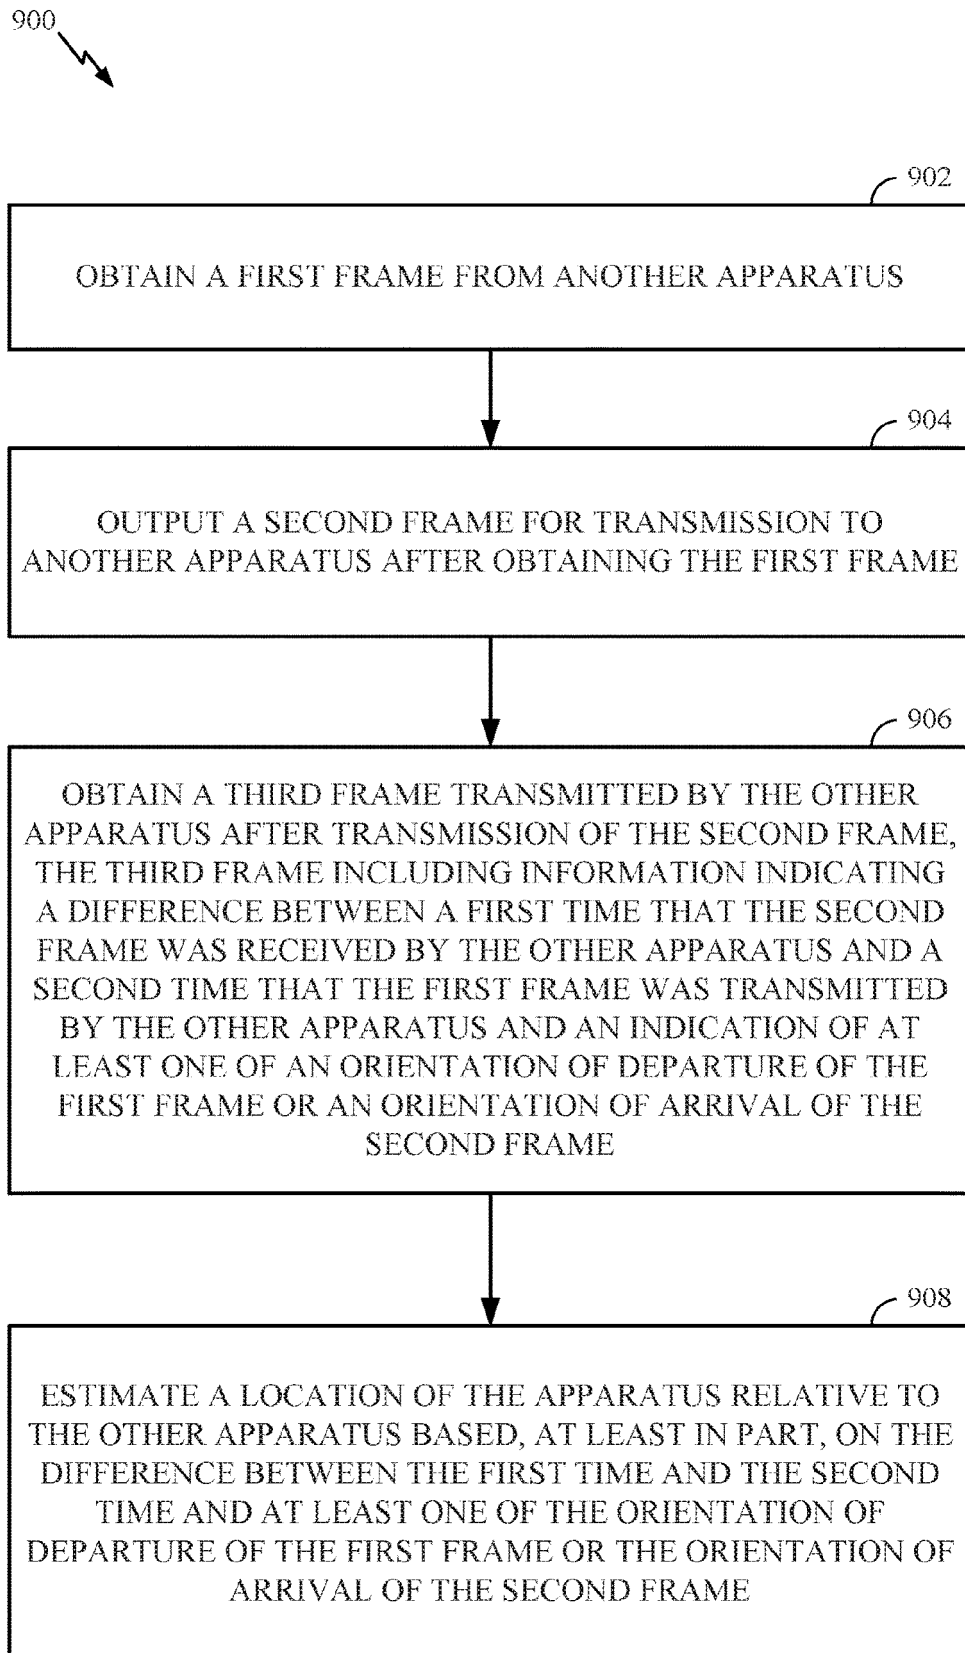 900
902
OBTAIN A FIRST FRAME FROM ANOTHER APPARATUS
904
OUTPUT A SECOND FRAME FOR TRANSMISSION TO
ANOTHER APPARATUS AFTER OBTAINING THE FIRST FRAME
906
OBTAIN A THIRD FRAME TRANSMITTED BY THE OTHER
APPARATUS AFTER TRANSMISSION OF THE SECOND FRAME,
THE THIRD FRAME INCLUDING INFORMATION INDICATING
A DIFFERENCE BETWEEN A FIRST TIME THAT THE SECOND
FRAME WAS RECEIVED BY THE OTHER APPARATUS AND A
SECOND TIME THAT THE FIRST FRAME WAS TRANSMITTED
BY THE OTHER APPARATUS AND AN INDICATION OF AT
LEAST ONE OF AN ORIENTATION OF DEPARTURE OF THE
FIRST FRAME OR AN ORIENTATION OF ARRIVAL OF THE
SECOND FRAME
908
ESTIMATE A LOCATION OF THE APPARATUS RELATIVE TO
THE OTHER APPARATUS BASED, AT LEAST IN PART, ON THE
DIFFERENCE BETWEEN THE FIRST TIME AND THE SECOND
TIME AND AT LEAST ONE OF THE ORIENTATION OF
DEPARTURE OF THE FIRST FRAME OR THE ORIENTATION OF
ARRIVAL OF THE SECOND FRAME